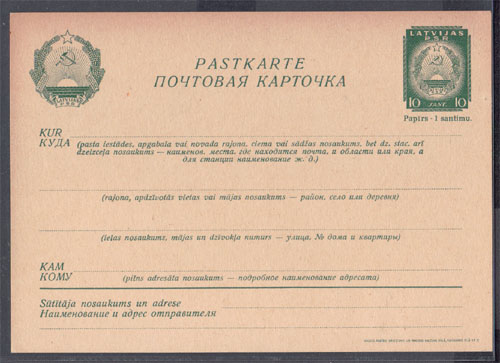 PASTKARTE
ПОЧТОВАЯ КАРТОЧКА
LATVIJAS
PSR
10 SANT. 10
Papīrs - 1 santīms.
KUR
КУДА
(pasta iestādes, apgabala vai novada rajona, ciema vai sādžas nosaukums, bet dz. stac. arī
dzelzceļa nosaukums — наименов. места, где находится почта, и области или края, а
для станции наименование ж. д.)
(rajona, apdzīvotās vietas vai mājas nosaukums — район, село или деревня)
(ielas nosaukums, mājas un dzīvokļa numurs — улица, № дома и квартиры)
KAM
КОМУ
(pilns adresāta nosaukums — подробное наименование адресата)
Sūtītāja nosaukums un adrese
Наименование и адрес отправителя